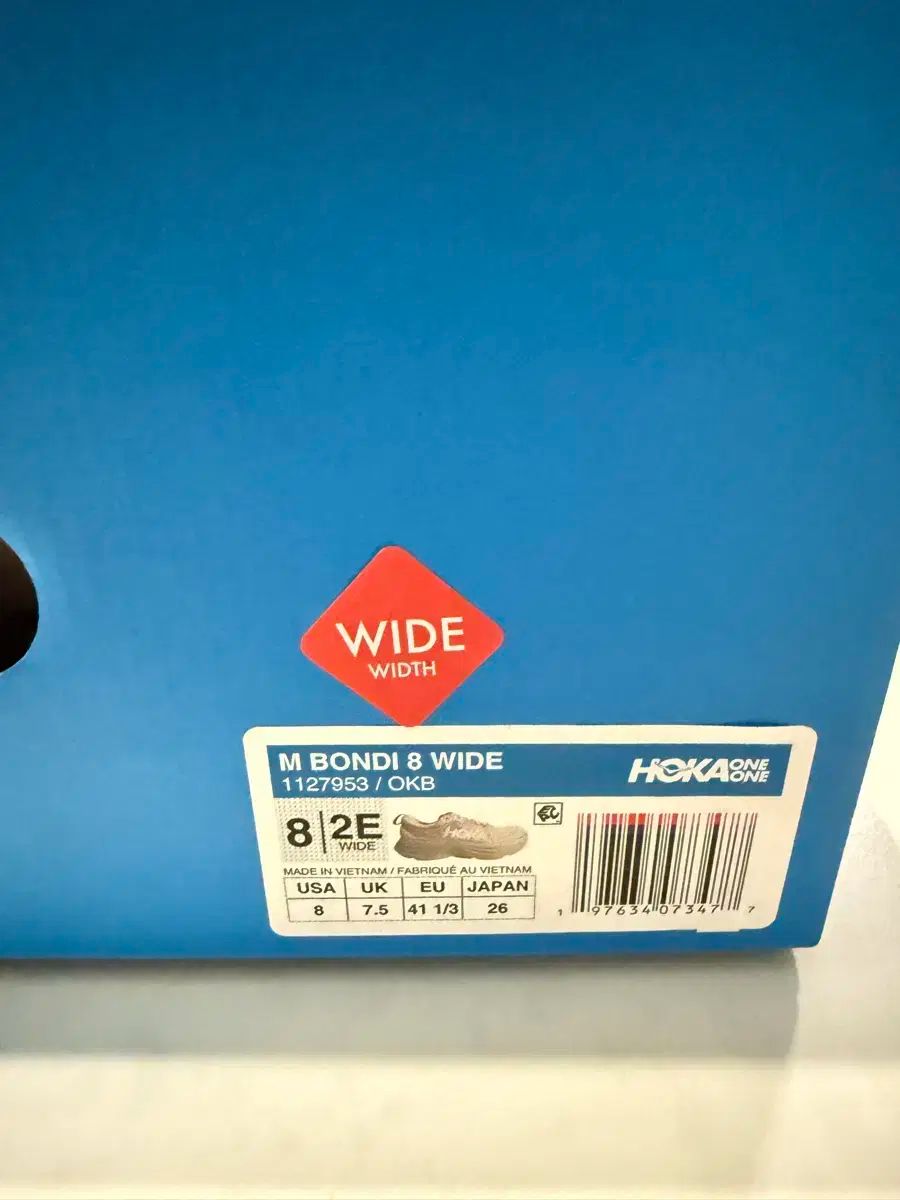 WIDE
WIDTH
M BONDI 8 WIDE
1127953 / OKB
HOKA ONE ONE
8 | 2E
WIDE
HOKA
MADE IN VIETNAM / FABRIQUÉ AU VIETNAM
USA UK EU JAPAN
8 7.5 41 1/3 26
1 97634 07347 7